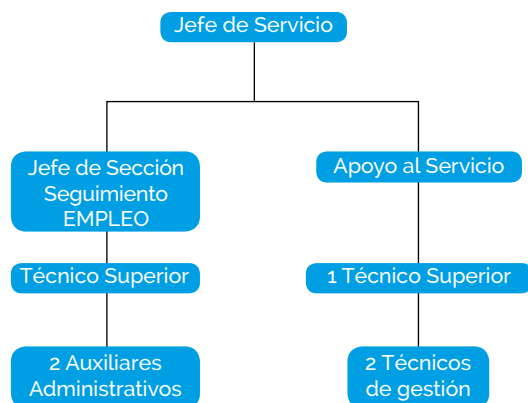 Jefe de Servicio
Jefe de Sección
Seguimiento
EMPLEO
Apoyo al Servicio
Técnico Superior
1 Técnico Superior
2 Auxiliares
Administrativos
2 Técnicos
de gestión